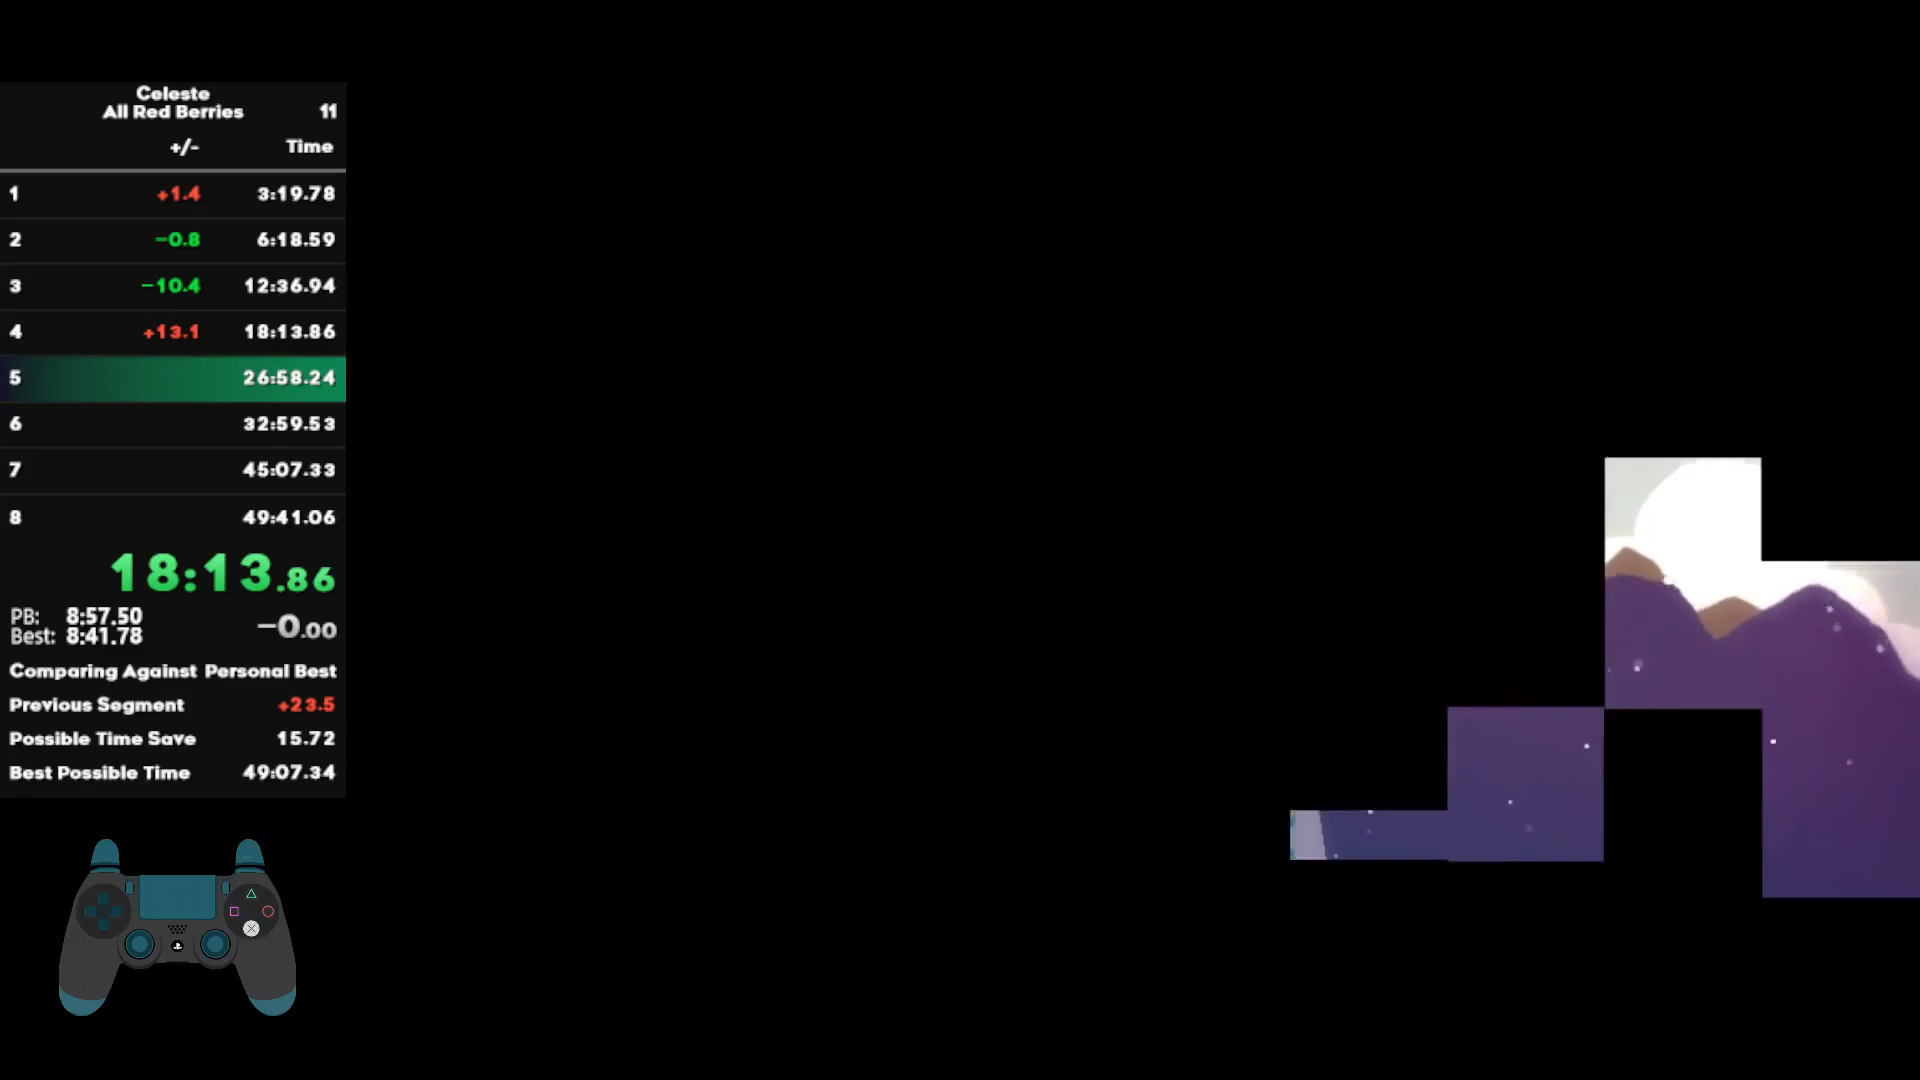 Celeste
All Red Berries 11
+/- Time
1 +1.4 3:19.78
2 −0.8 6:18.59
3 −10.4 12:36.94
4 +13.1 18:13.86
5 26:58.24
6 32:59.53
7 45:07.33
8 49:41.06
18:13.86
PB: 8:57.50
Best: 8:41.78
−0.00
Comparing Against Personal Best
Previous Segment +23.5
Possible Time Save 15.72
Best Possible Time 49:07.34